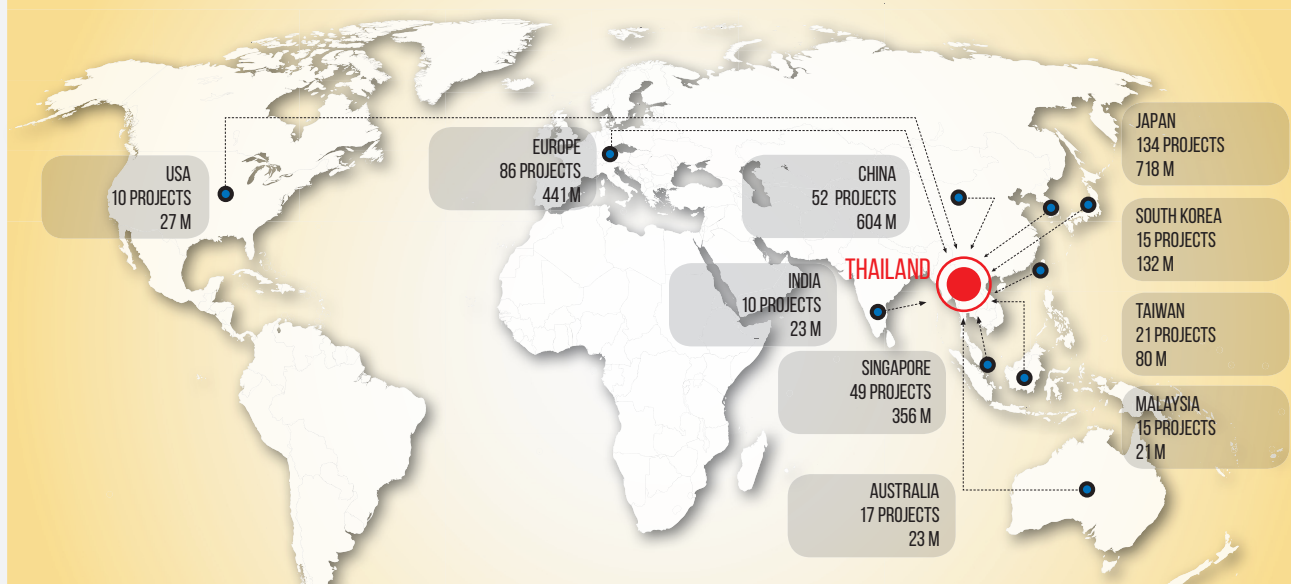 USA
10 PROJECTS
27 M
EUROPE
86 PROJECTS
441 M
CHINA
52 PROJECTS
604 M
JAPAN
134 PROJECTS
718 M
SOUTH KOREA
15 PROJECTS
132 M
THAILAND
INDIA
10 PROJECTS
23 M
TAIWAN
21 PROJECTS
80 M
SINGAPORE
49 PROJECTS
356 M
MALAYSIA
15 PROJECTS
21 M
AUSTRALIA
17 PROJECTS
23 M